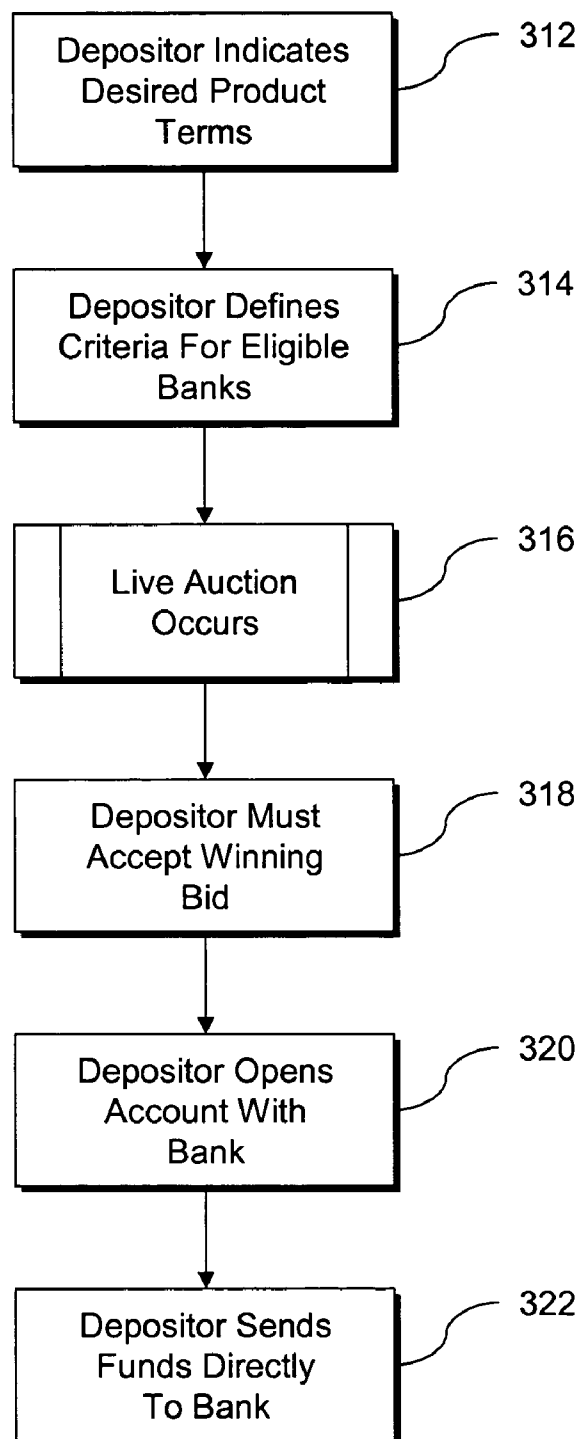 Depositor Indicates
Desired Product
Terms
312
Depositor Defines
Criteria For Eligible
Banks
314
Live Auction
Occurs
316
Depositor Must
Accept Winning
Bid
318
Depositor Opens
Account With
Bank
320
Depositor Sends
Funds Directly
To Bank
322